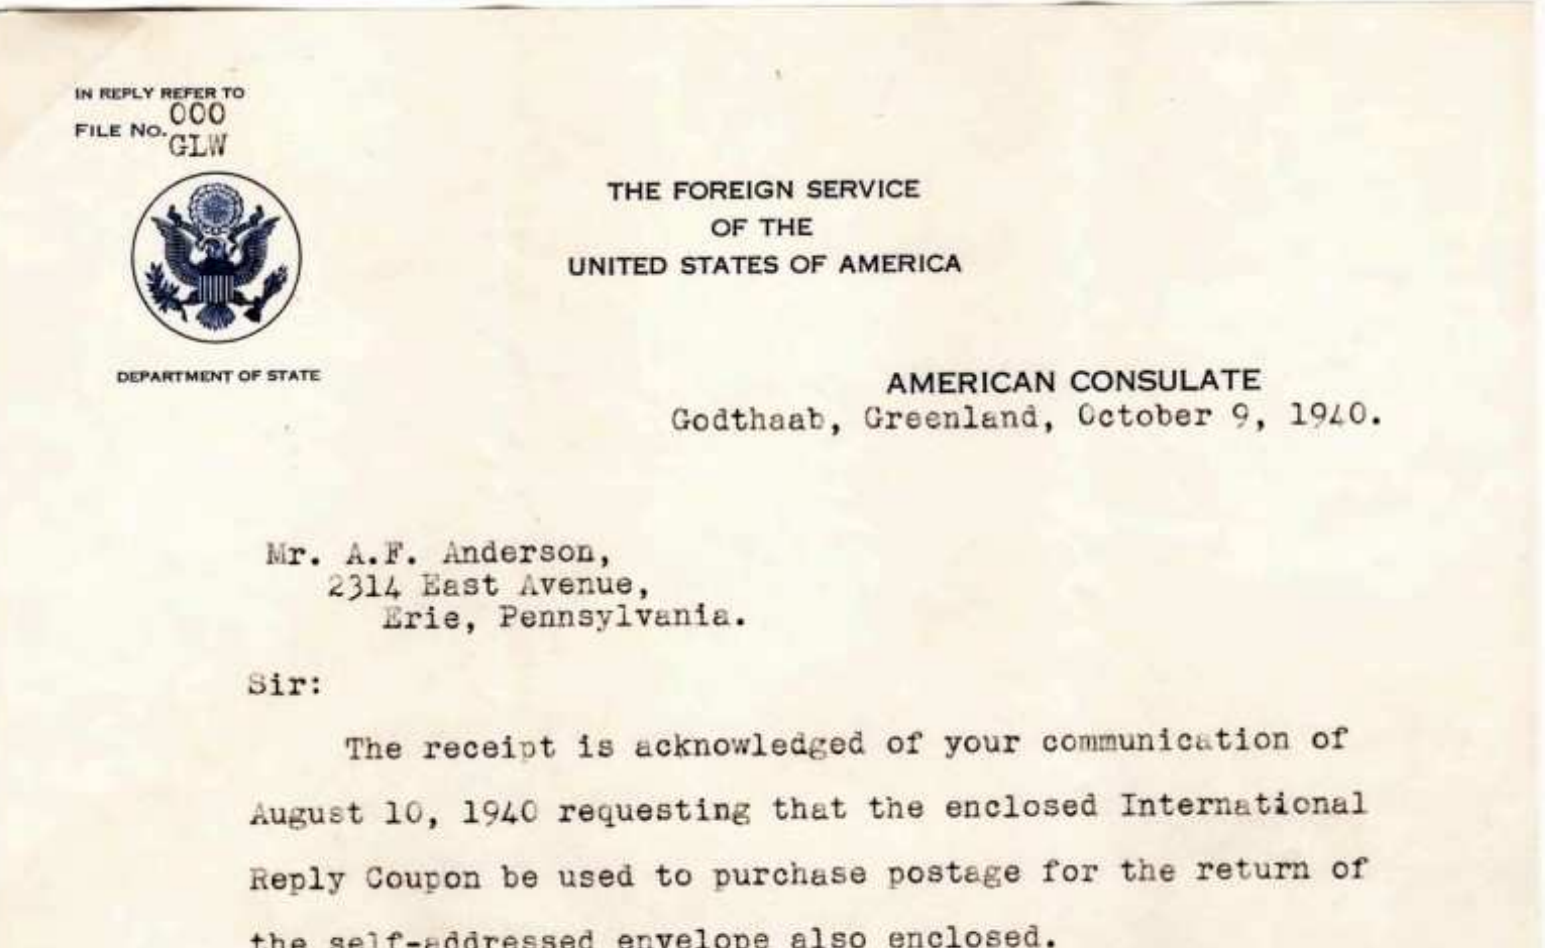 IN REPLY REFER TO
FILE NO. 000
GLW
THE FOREIGN SERVICE
OF THE
UNITED STATES OF AMERICA
DEPARTMENT OF STATE
AMERICAN CONSULATE
Godthaab, Greenland, October 9, 1940.
Mr. A.F. Anderson,
2314 East Avenue,
Erie, Pennsylvania.
Sir:
The receipt is acknowledged of your communication of
August 10, 1940 requesting that the enclosed International
Reply Coupon be used to purchase postage for the return of
the self-addressed envelope also enclosed.